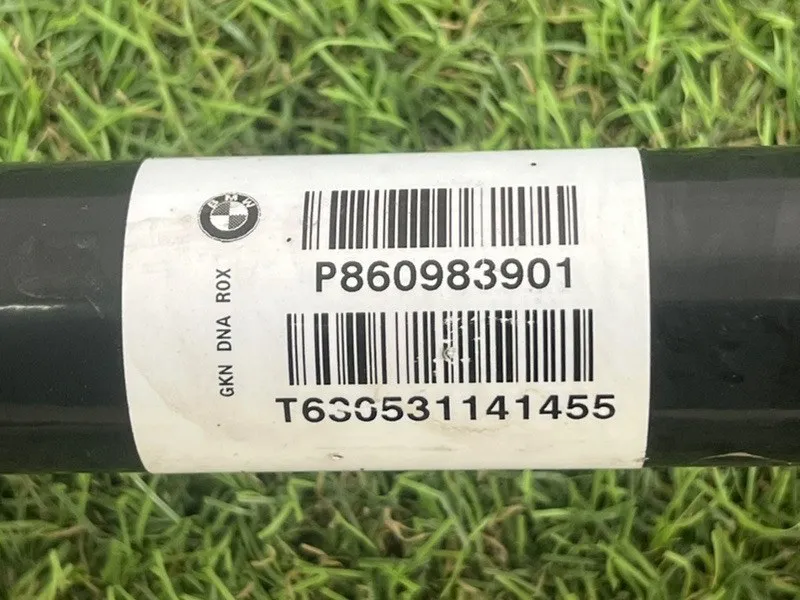 BMW
P860983901
GKN DNA ROX
T630531141455